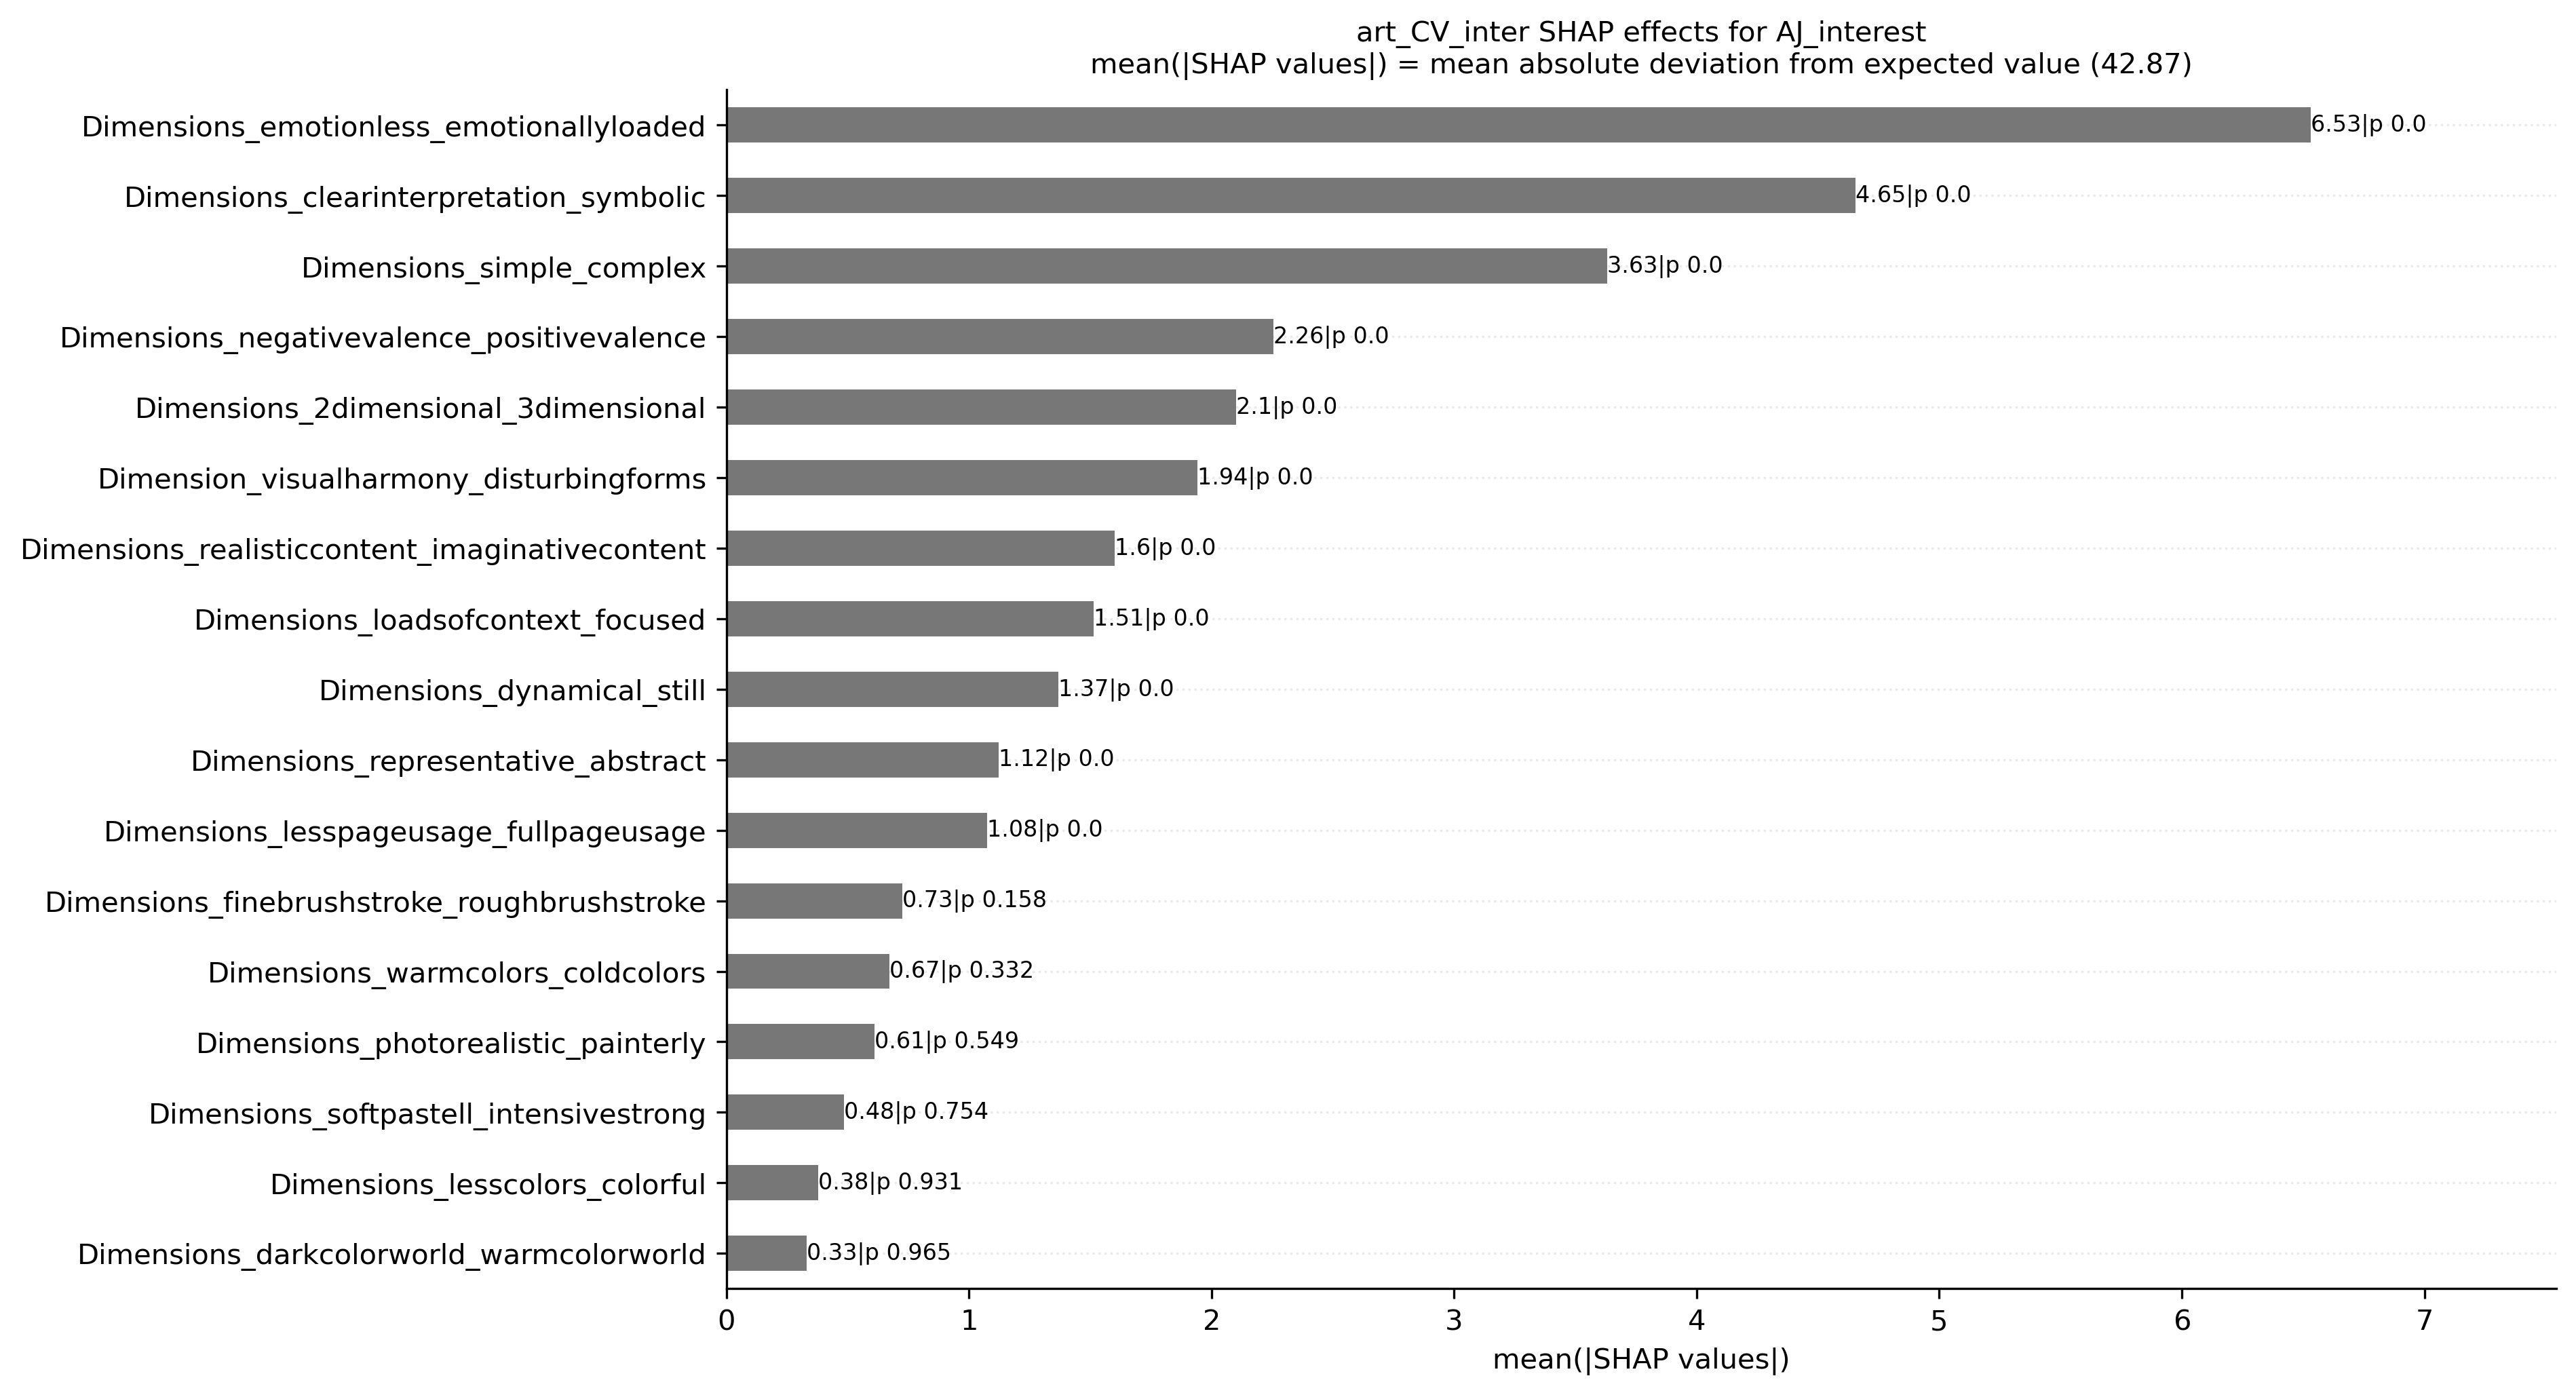 art_CV_inter SHAP effects for AJ_interest
mean(|SHAP values|) = mean absolute deviation from expected value (42.87)
Dimensions_emotionless_emotionallyloaded 6.53|p 0.0
Dimensions_clearinterpretation_symbolic 4.65|p 0.0
Dimensions_simple_complex 3.63|p 0.0
Dimensions_negativevalence_positivevalence 2.26|p 0.0
Dimensions_2dimensional_3dimensional 2.1|p 0.0
Dimension_visualharmony_disturbingforms 1.94|p 0.0
Dimensions_realisticcontent_imaginativecontent 1.6|p 0.0
Dimensions_loadsofcontext_focused 1.51|p 0.0
Dimensions_dynamical_still 1.37|p 0.0
Dimensions_representative_abstract 1.12|p 0.0
Dimensions_lesspageusage_fullpageusage 1.08|p 0.0
Dimensions_finebrushstroke_roughbrushstroke 0.73|p 0.158
Dimensions_warmcolors_coldcolors 0.67|p 0.332
Dimensions_photorealistic_painterly 0.61|p 0.549
Dimensions_softpastell_intensivestrong 0.48|p 0.754
Dimensions_lesscolors_colorful 0.38|p 0.931
Dimensions_darkcolorworld_warmcolorworld 0.33|p 0.965
0 1 2 3 4 5 6 7
mean(|SHAP values|)